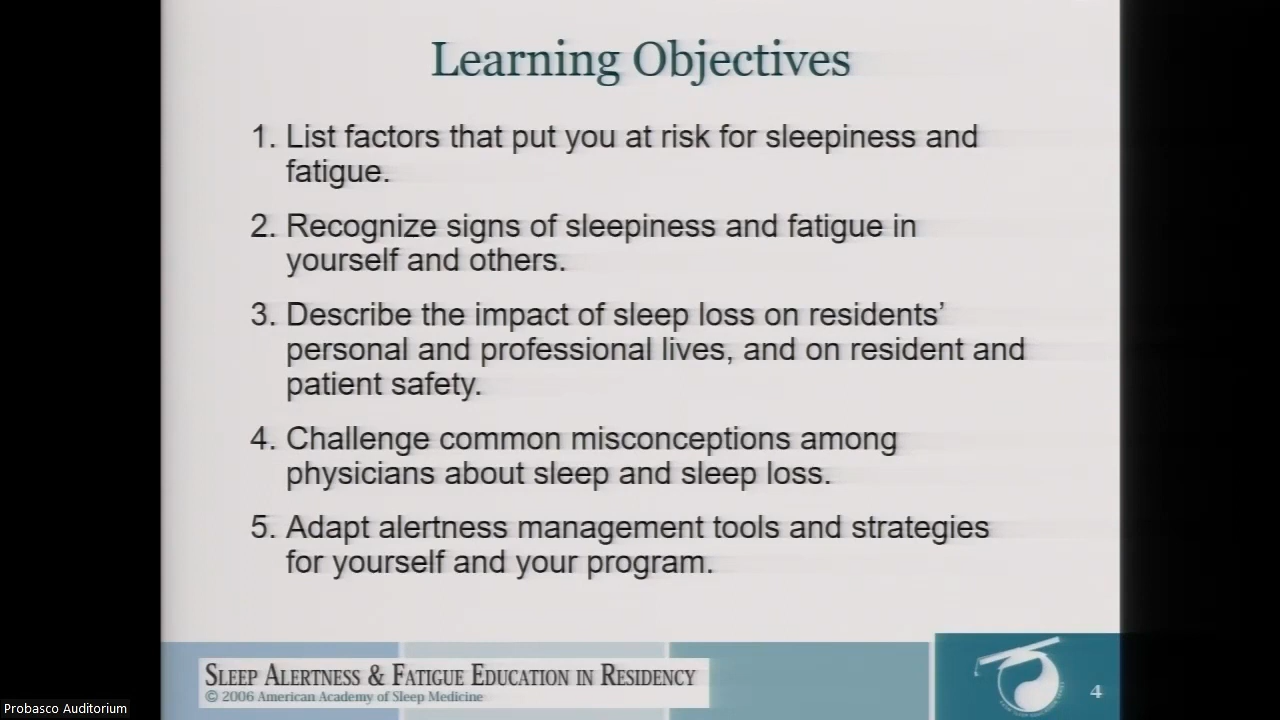 Learning Objectives
1. List factors that put you at risk for sleepiness and
fatigue.
2. Recognize signs of sleepiness and fatigue in
yourself and others.
3. Describe the impact of sleep loss on residents’
personal and professional lives, and on resident and
patient safety.
4. Challenge common misconceptions among
physicians about sleep and sleep loss.
5. Adapt alertness management tools and strategies
for yourself and your program.
SLEEP ALERTNESS & FATIGUE EDUCATION IN RESIDENCY
© 2006 American Academy of Sleep Medicine
4
Probasco Auditorium